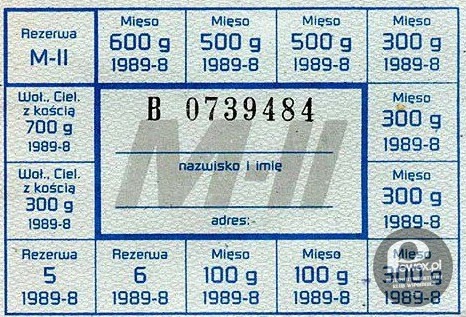 Rezerwa
M-II
Mięso
600 g
1989-8
Mięso
500 g
1989-8
Mięso
500 g
1989-8
Mięso
300 g
1989-8
Woł., Ciel.
z kością
700 g
1989-8
B 0739484
M-II
nazwisko i imię
adres:-
Mięso
300 g
1989-8
Woł., Ciel.
z kością
300 g
1989-8
Mięso
300 g
1989-8
Rezerwa
5
1989-8
Rezerwa
6
1989-8
Mięso
100 g
1989-8
Mięso
100 g
1989-8
Mięso
300 g
1989-8